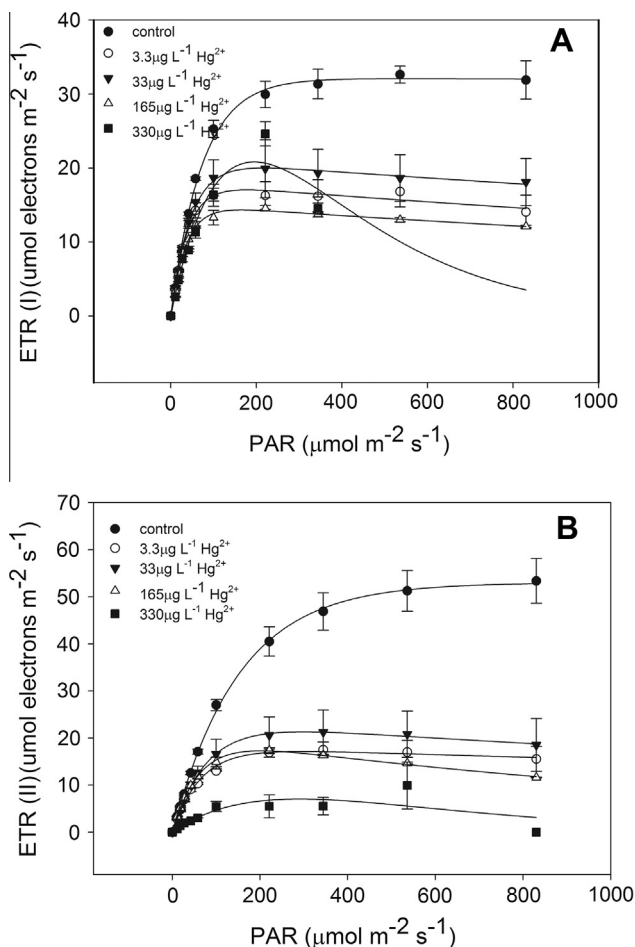 A
control
3.3µg L⁻¹ Hg²⁺
33µg L⁻¹ Hg²⁺
165µg L⁻¹ Hg²⁺
330µg L⁻¹ Hg²⁺
ETR (I)(umol electrons m⁻² s⁻¹)
40
30
20
10
0
0 200 400 600 800 1000
PAR (µmol m⁻² s⁻¹)
B
control
3.3µg L⁻¹ Hg²⁺
33µg L⁻¹ Hg²⁺
165µg L⁻¹ Hg²⁺
330µg L⁻¹ Hg²⁺
ETR (II)(umol electrons m⁻² s⁻¹)
70
60
50
40
30
20
10
0
0 200 400 600 800 1000
PAR (µmol m⁻² s⁻¹)